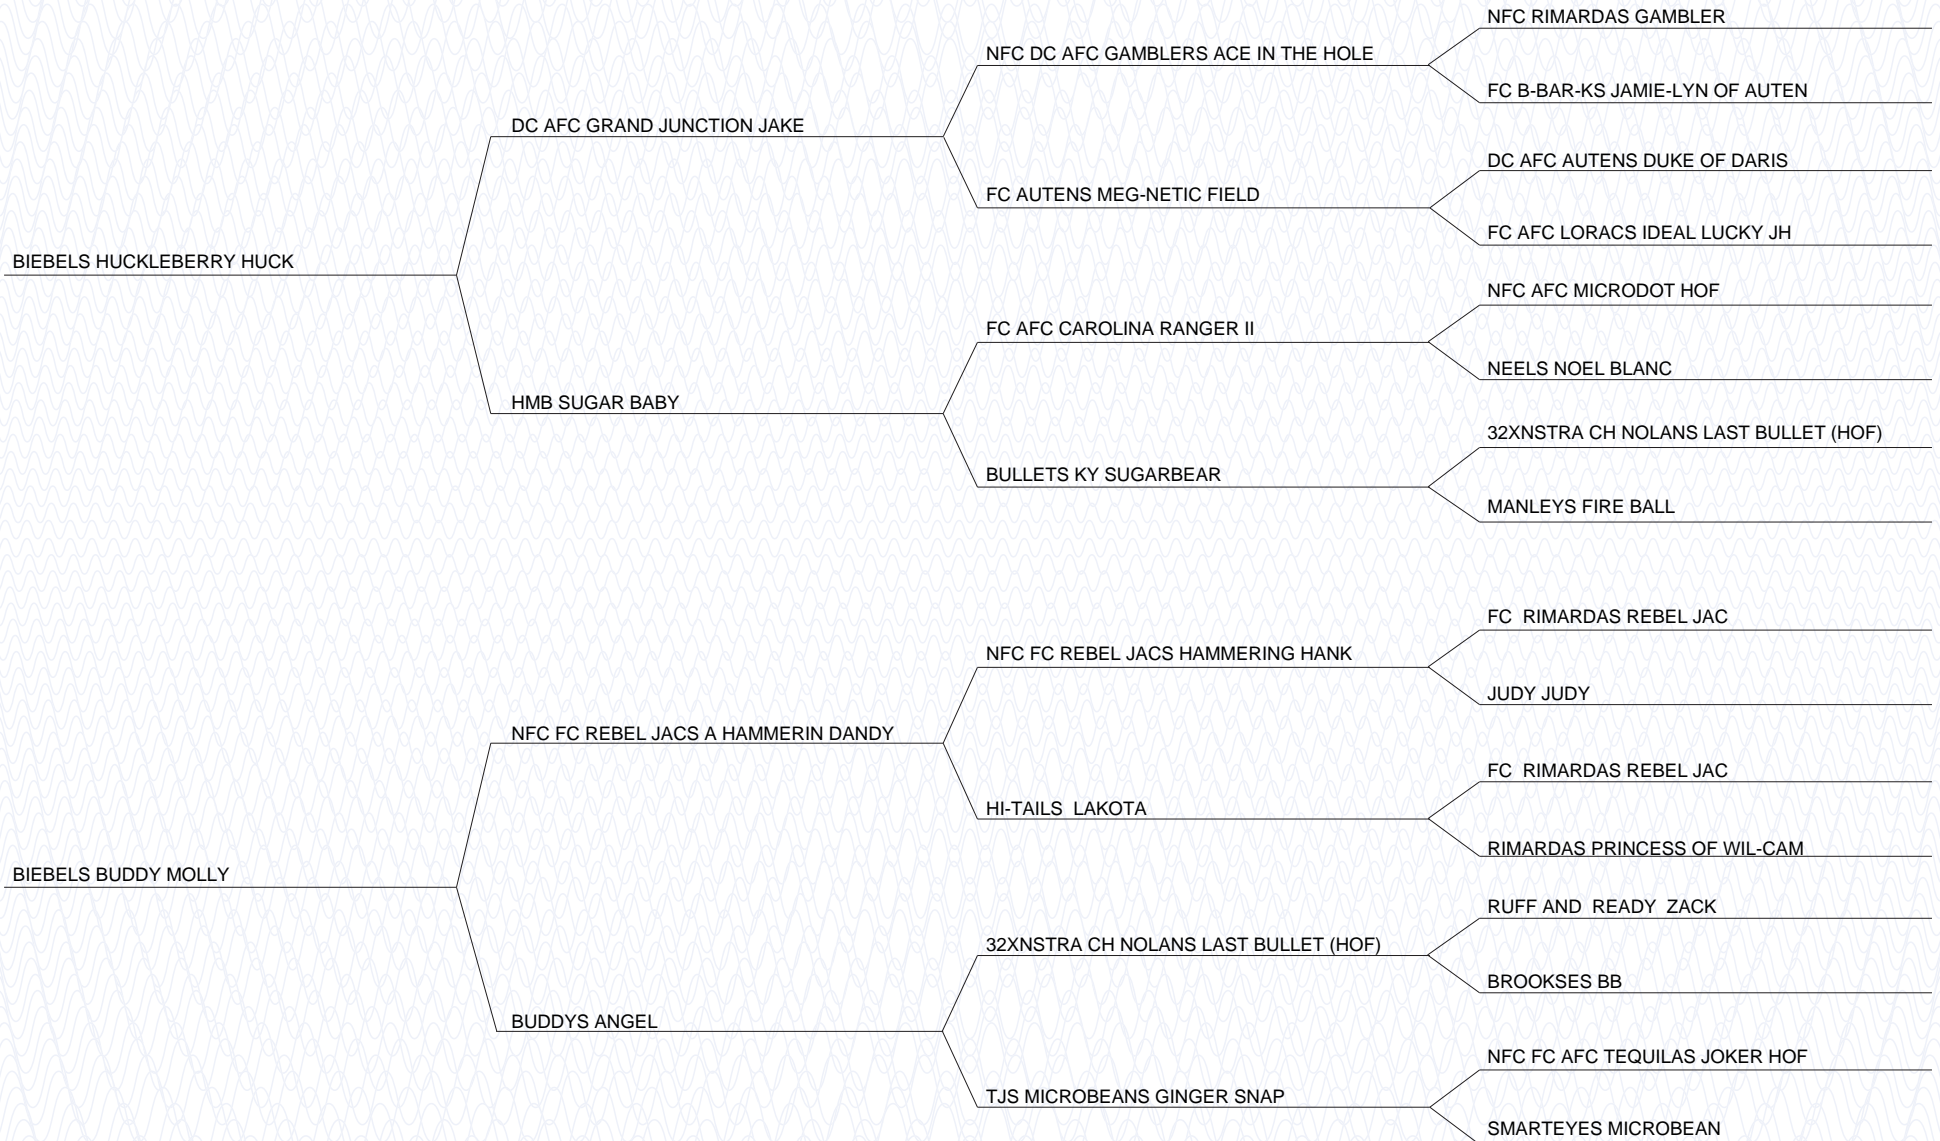 NFC RIMARDAS GAMBLER
NFC DC AFC GAMBLERS ACE IN THE HOLE
FC B-BAR-KS JAMIE-LYN OF AUTEN
DC AFC GRAND JUNCTION JAKE
DC AFC AUTENS DUKE OF DARIS
FC AUTENS MEG-NETIC FIELD
FC AFC LORACS IDEAL LUCKY JH
BIEBELS HUCKLEBERRY HUCK
NFC AFC MICRODOT HOF
FC AFC CAROLINA RANGER II
NEELS NOEL BLANC
HMB SUGAR BABY
32XNSTRA CH NOLANS LAST BULLET (HOF)
BULLETS KY SUGARBEAR
MANLEYS FIRE BALL
FC  RIMARDAS REBEL JAC
NFC FC REBEL JACS HAMMERING HANK
JUDY JUDY
NFC FC REBEL JACS A HAMMERIN DANDY
FC  RIMARDAS REBEL JAC
HI-TAILS  LAKOTA
RIMARDAS PRINCESS OF WIL-CAM
BIEBELS BUDDY MOLLY
RUFF AND  READY  ZACK
32XNSTRA CH NOLANS LAST BULLET (HOF)
BROOKSES BB
BUDDYS ANGEL
NFC FC AFC TEQUILAS JOKER HOF
TJS MICROBEANS GINGER SNAP
SMARTEYES MICROBEAN